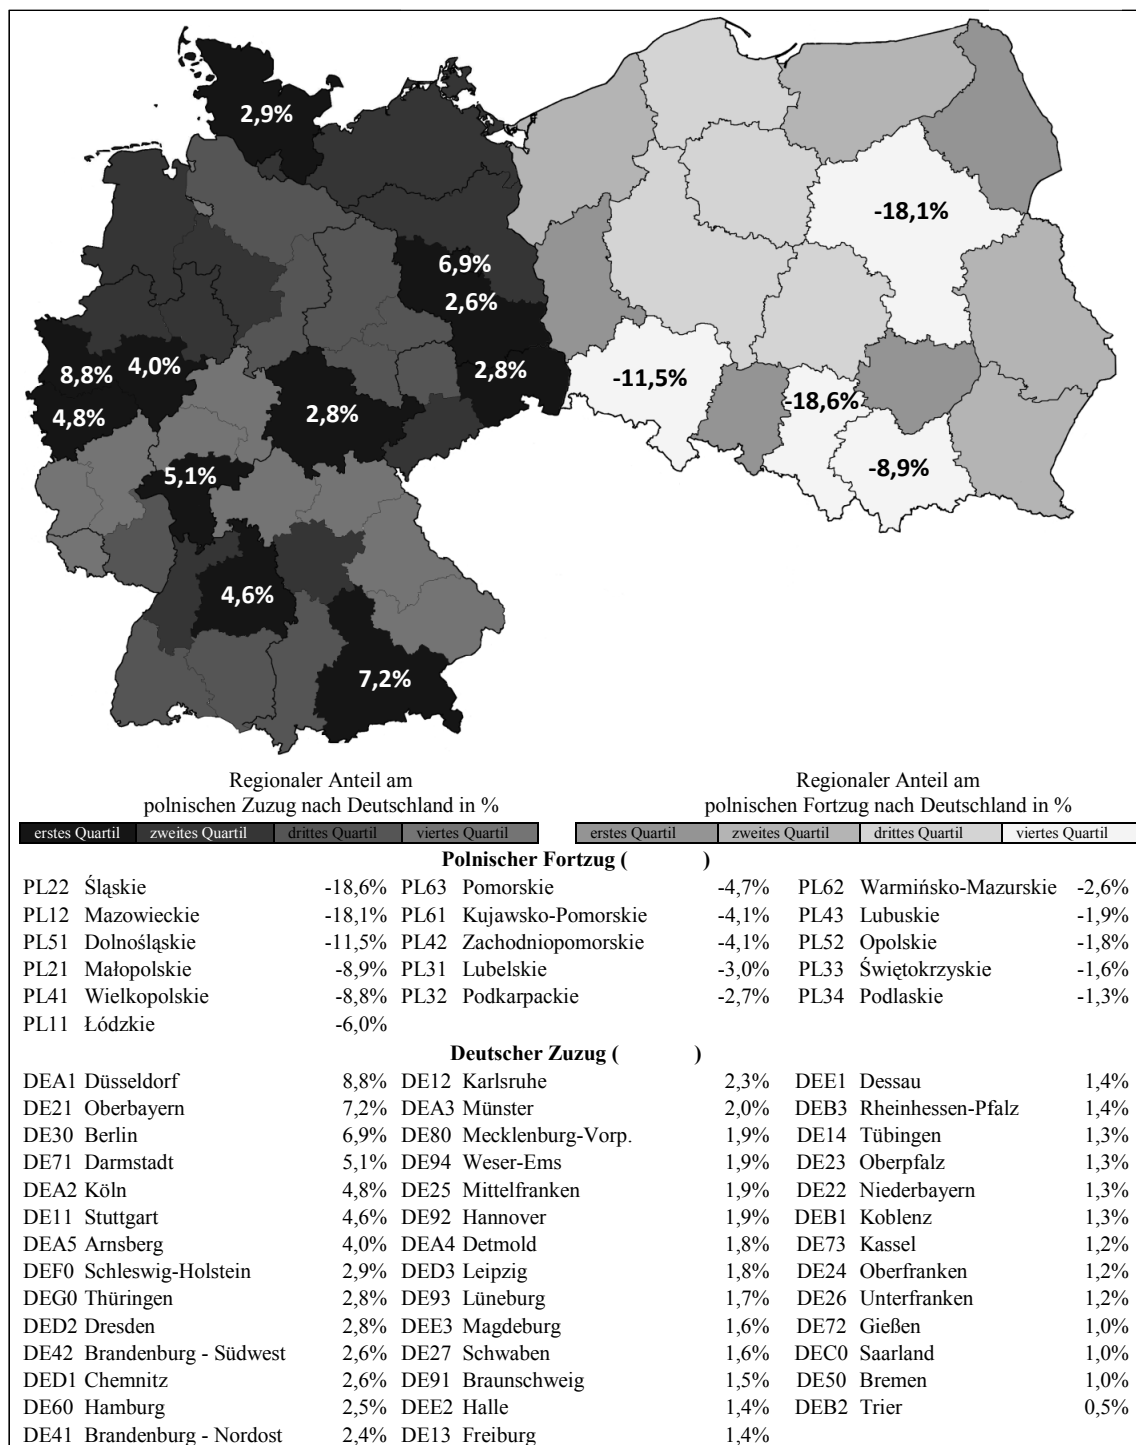 2,9%
-18,1%
6,9%
2,6%
8,8%
4,0%
2,8%
-11,5%
4,8%
2,8%
-18,6%
5,1%
-8,9%
4,6%
7,2%
Regionaler Anteil am
polnischen Zuzug nach Deutschland in %
erstes Quartil zweites Quartil drittes Quartil viertes Quartil
Regionaler Anteil am
polnischen Fortzug nach Deutschland in %
erstes Quartil zweites Quartil drittes Quartil viertes Quartil
Polnischer Fortzug ( )
PL22 Śląskie -18,6% PL63 Pomorskie -4,7% PL62 Warmińsko-Mazurskie -2,6%
PL12 Mazowieckie -18,1% PL61 Kujawsko-Pomorskie -4,1% PL43 Lubuskie -1,9%
PL51 Dolnośląskie -11,5% PL42 Zachodniopomorskie -4,1% PL52 Opolskie -1,8%
PL21 Małopolskie -8,9% PL31 Lubelskie -3,0% PL33 Świętokrzyskie -1,6%
PL41 Wielkopolskie -8,8% PL32 Podkarpackie -2,7% PL34 Podlaskie -1,3%
PL11 Łódzkie -6,0%
Deutscher Zuzug ( )
DEA1 Düsseldorf 8,8% DE12 Karlsruhe 2,3% DEE1 Dessau 1,4%
DE21 Oberbayern 7,2% DEA3 Münster 2,0% DEB3 Rheinhessen-Pfalz 1,4%
DE30 Berlin 6,9% DE80 Mecklenburg-Vorp. 1,9% DE14 Tübingen 1,3%
DE71 Darmstadt 5,1% DE94 Weser-Ems 1,9% DE23 Oberpfalz 1,3%
DEA2 Köln 4,8% DE25 Mittelfranken 1,9% DE22 Niederbayern 1,3%
DE11 Stuttgart 4,6% DE92 Hannover 1,9% DEB1 Koblenz 1,3%
DEA5 Arnsberg 4,0% DEA4 Detmold 1,8% DE73 Kassel 1,2%
DEF0 Schleswig-Holstein 2,9% DED3 Leipzig 1,8% DE24 Oberfranken 1,2%
DEG0 Thüringen 2,8% DE93 Lüneburg 1,7% DE26 Unterfranken 1,2%
DED2 Dresden 2,8% DEE3 Magdeburg 1,6% DE72 Gießen 1,0%
DE42 Brandenburg - Südwest 2,6% DE27 Schwaben 1,6% DEC0 Saarland 1,0%
DED1 Chemnitz 2,6% DE91 Braunschweig 1,5% DE50 Bremen 1,0%
DE60 Hamburg 2,5% DEE2 Halle 1,4% DEB2 Trier 0,5%
DE41 Brandenburg - Nordost 2,4% DE13 Freiburg 1,4%